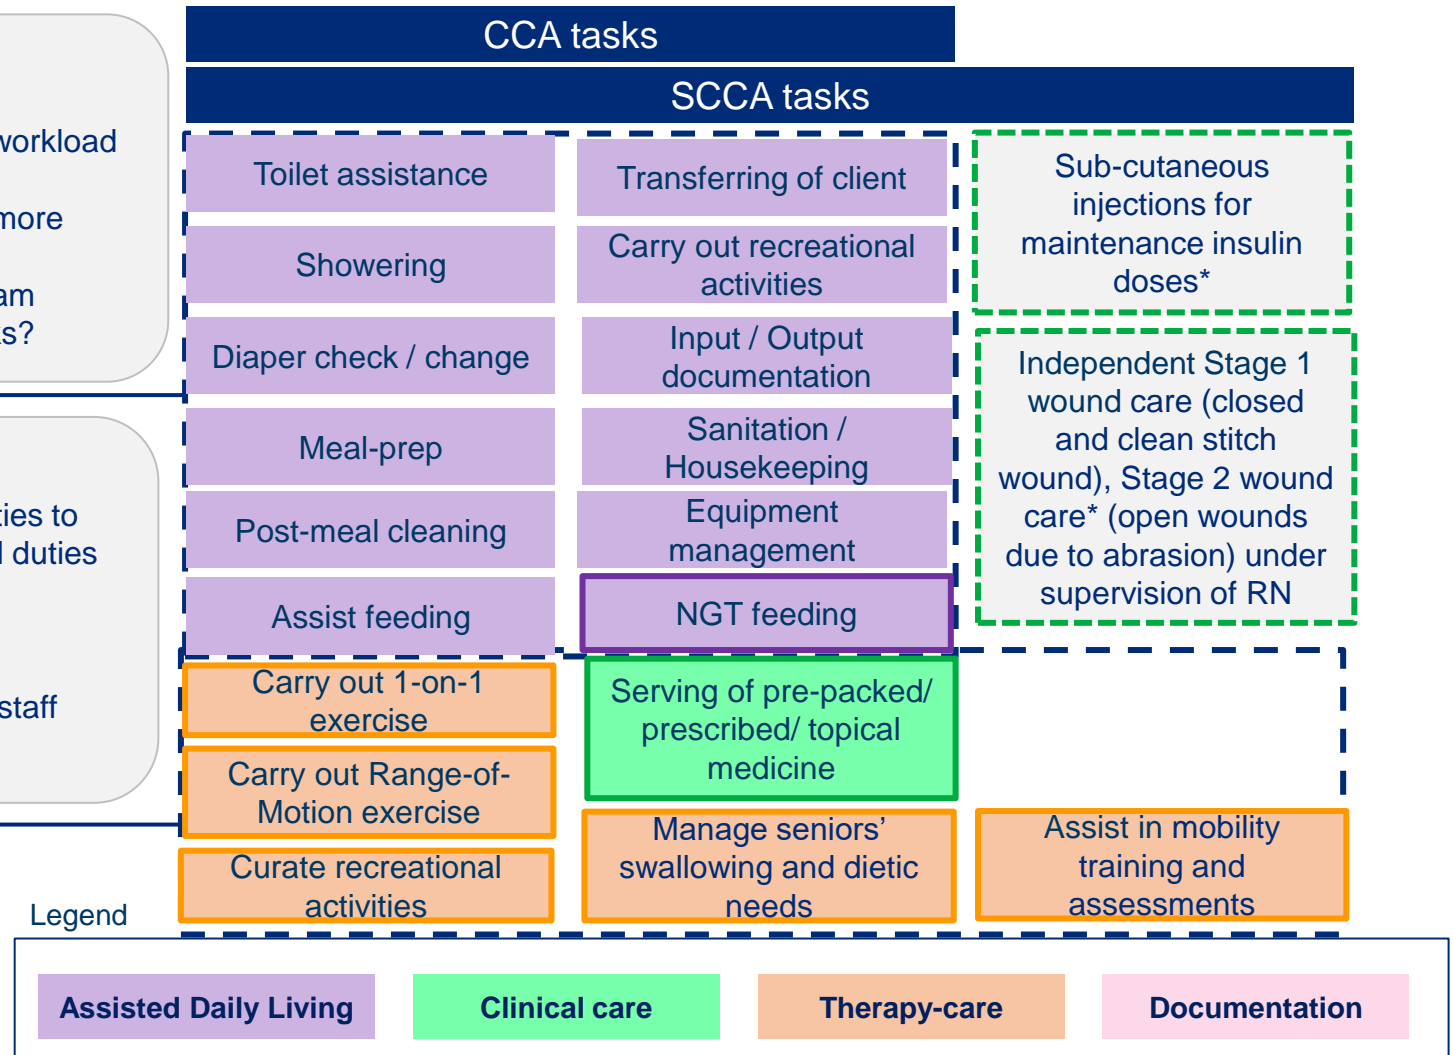 CCA tasks
SCCA tasks
workload
more
am
ks?
ties to
l duties
staff
Toilet assistance
Showering
Diaper check / change
Meal-prep
Post-meal cleaning
Assist feeding
Carry out 1-on-1
exercise
Carry out Range-of-
Motion exercise
Curate recreational
activities
Transferring of client
Carry out recreational
activities
Input / Output
documentation
Sanitation /
Housekeeping
Equipment
management
NGT feeding
Serving of pre-packed/
prescribed/ topical
medicine
Manage seniors’
swallowing and dietic
needs
Sub-cutaneous
injections for
maintenance insulin
doses*
Independent Stage 1
wound care (closed
and clean stitch
wound), Stage 2 wound
care* (open wounds
due to abrasion) under
supervision of RN
Assist in mobility
training and
assessments
Legend
Assisted Daily Living
Clinical care
Therapy-care
Documentation